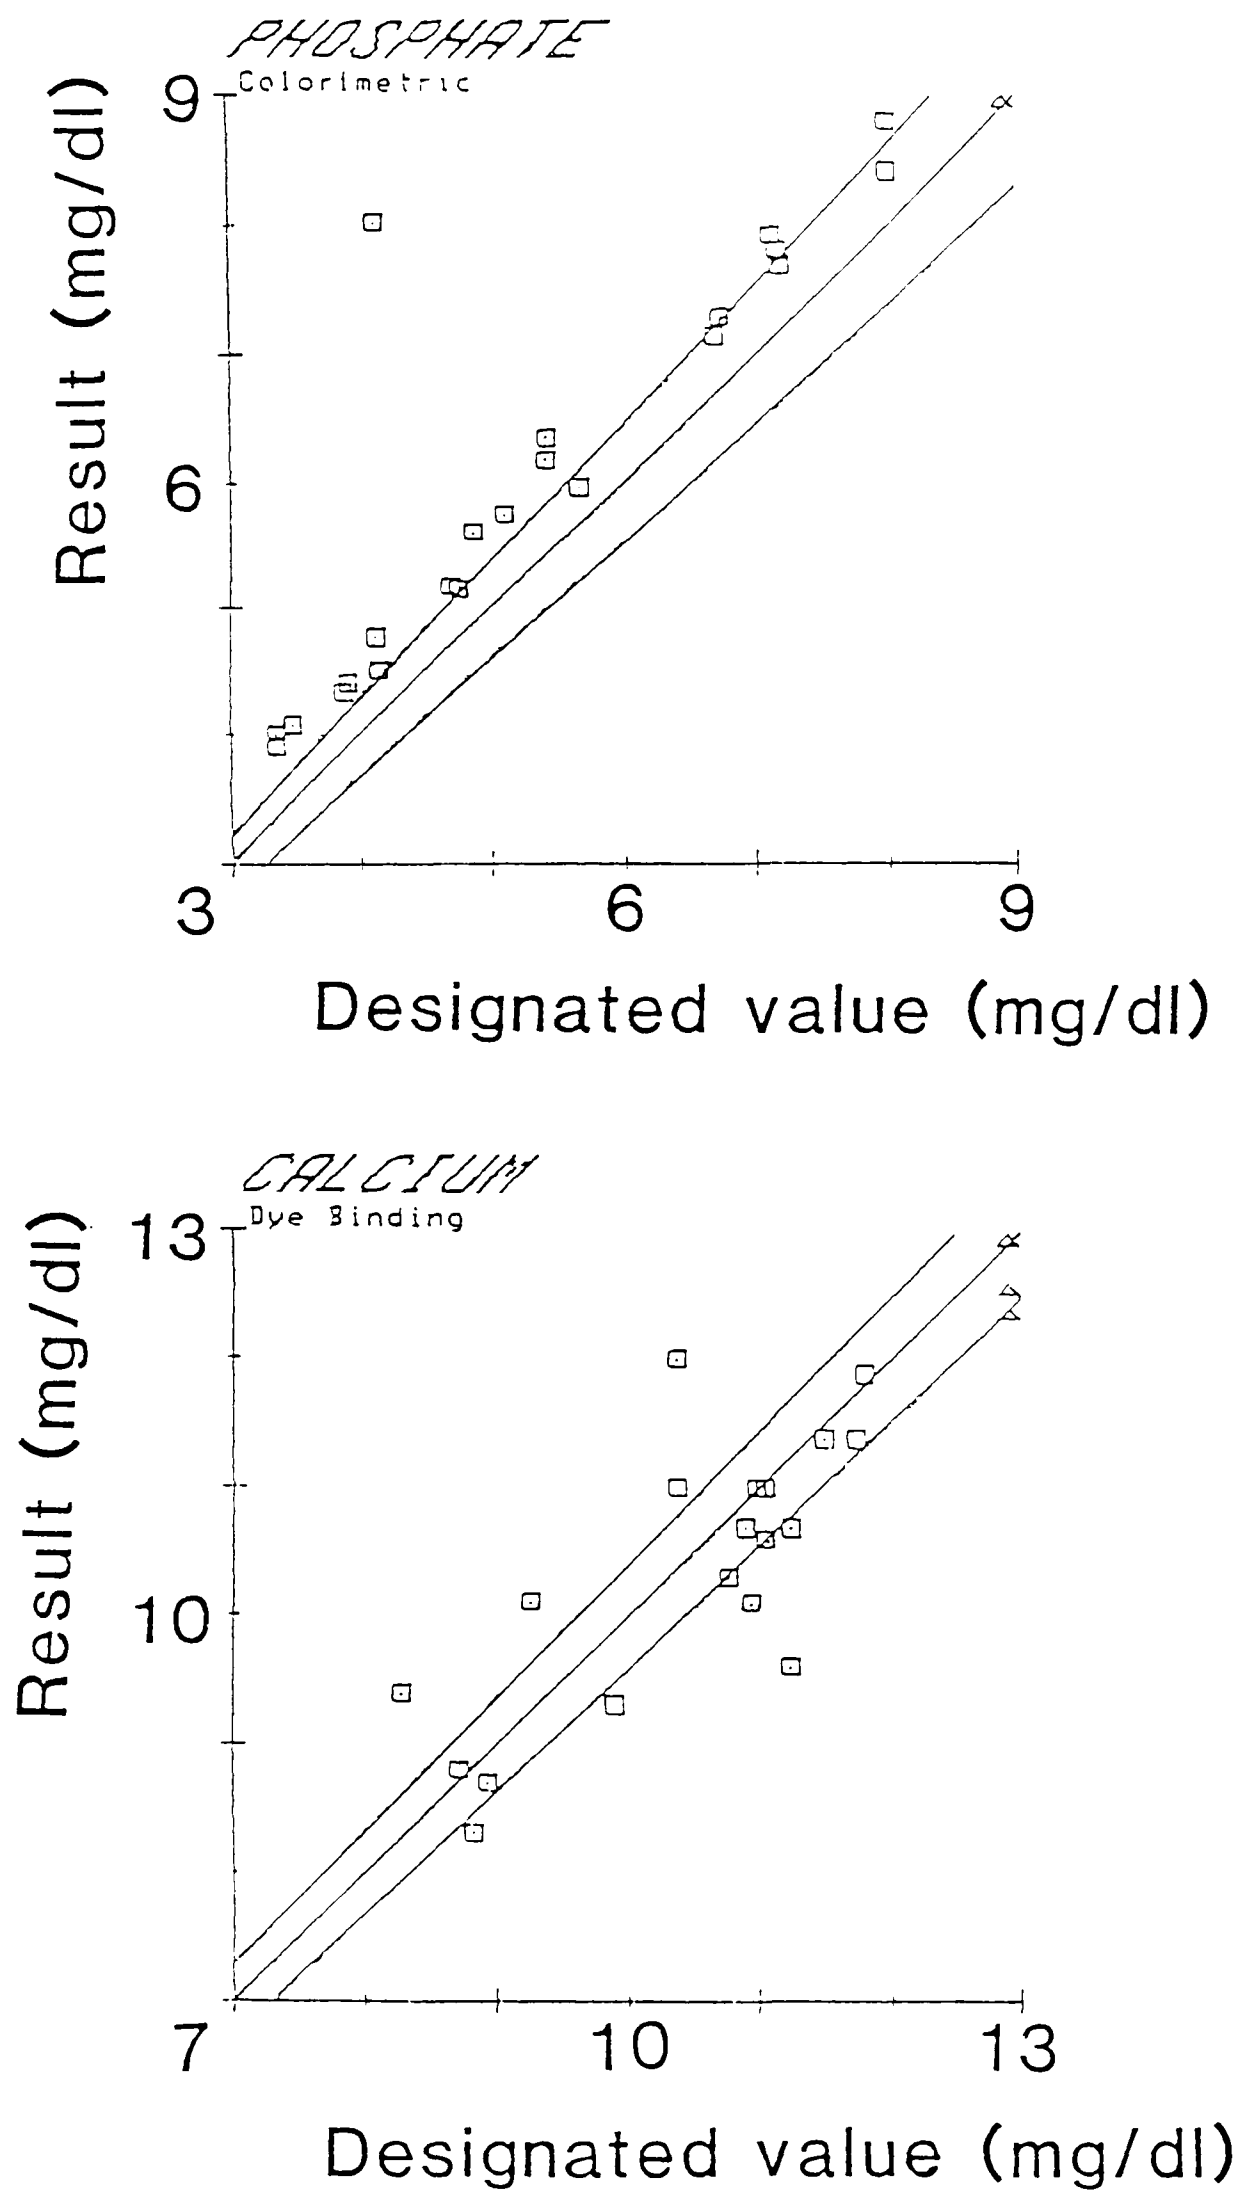 PHOSPHATE
Colorimetric
9
6
3
6
9
Result (mg/dl)
Designated value (mg/dl)
CALCIUM
Dye Binding
13
10
7
10
13
Result (mg/dl)
Designated value (mg/dl)